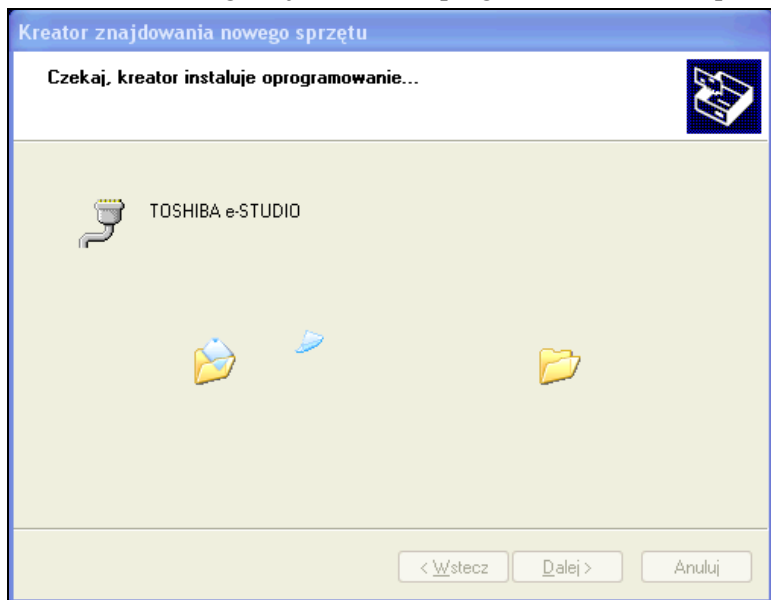 Kreator znajdowania nowego sprzętu
Czekaj, kreator instaluje oprogramowanie...
TOSHIBA e-STUDIO
< Wstecz
Dalej >
Anuluj